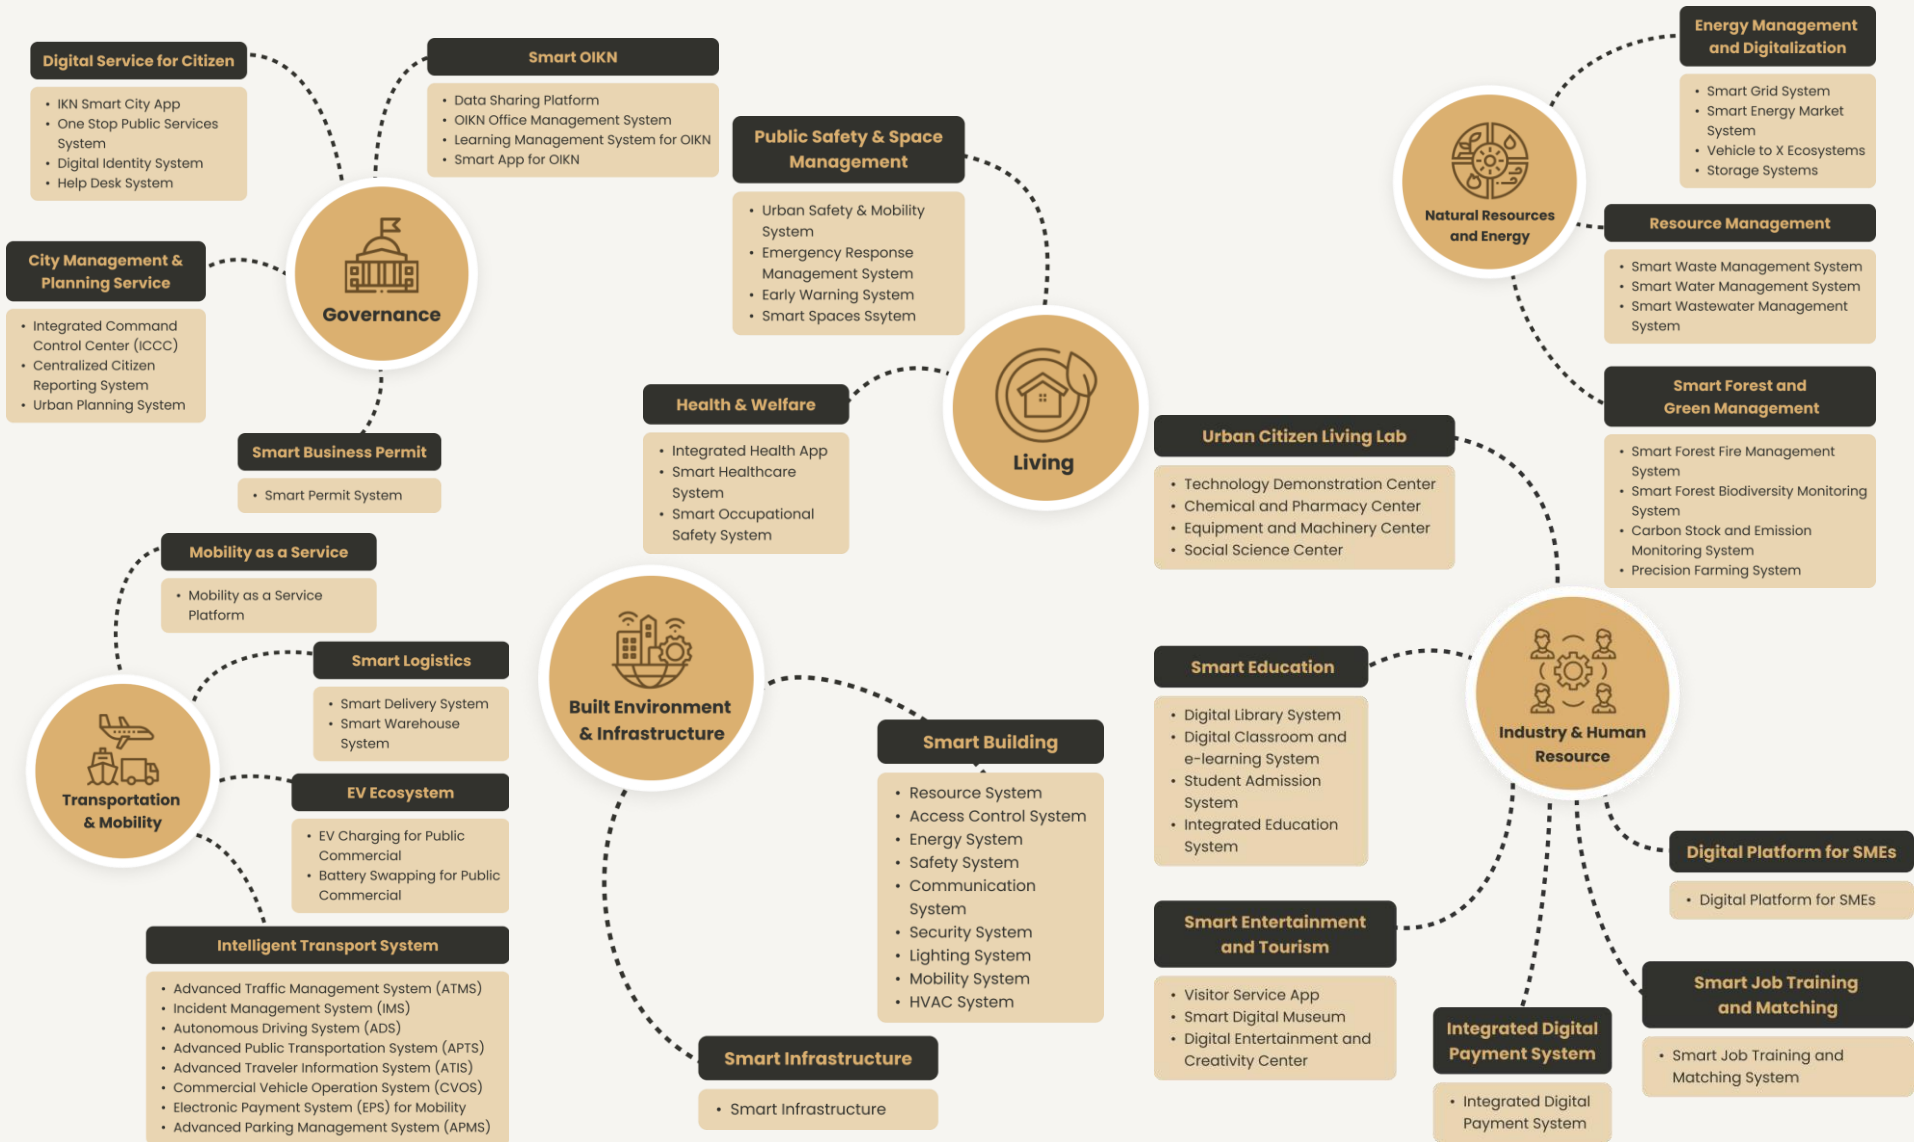 Digital Service for Citizen
• IKN Smart City App
• One Stop Public Services
System
• Digital Identity System
• Help Desk System
Smart OIKN
• Data Sharing Platform
• OIKN Office Management System
• Learning Management System for OIKN
• Smart App for OIKN
City Management &
Planning Service
• Integrated Command
Control Center (ICCC)
• Centralized Citizen
Reporting System
• Urban Planning System
Governance
Smart Business Permit
• Smart Permit System
Public Safety & Space
Management
• Urban Safety & Mobility
System
• Emergency Response
Management System
• Early Warning System
• Smart Spaces Ssytem
Health & Welfare
• Integrated Health App
• Smart Healthcare
System
• Smart Occupational
Safety System
Living
Energy Management
and Digitalization
• Smart Grid System
• Smart Energy Market
System
• Vehicle to X Ecosystems
• Storage Systems
Natural Resources
and Energy
Resource Management
• Smart Waste Management System
• Smart Water Management System
• Smart Wastewater Management
System
Smart Forest and
Green Management
• Smart Forest Fire Management
System
• Smart Forest Biodiversity Monitoring
System
• Carbon Stock and Emission
Monitoring System
• Precision Farming System
Mobility as a Service
• Mobility as a Service
Platform
Smart Logistics
• Smart Delivery System
• Smart Warehouse
System
Transportation
& Mobility
EV Ecosystem
• EV Charging for Public
Commercial
• Battery Swapping for Public
Commercial
Intelligent Transport System
• Advanced Traffic Management System (ATMS)
• Incident Management System (IMS)
• Autonomous Driving System (ADS)
• Advanced Public Transportation System (APTS)
• Advanced Traveler Information System (ATIS)
• Commercial Vehicle Operation System (CVOS)
• Electronic Payment System (EPS) for Mobility
• Advanced Parking Management System (APMS)
Built Environment
& Infrastructure
Smart Building
• Resource System
• Access Control System
• Energy System
• Safety System
• Communication
System
• Security System
• Lighting System
• Mobility System
• HVAC System
Smart Infrastructure
• Smart Infrastructure
Urban Citizen Living Lab
• Technology Demonstration Center
• Chemical and Pharmacy Center
• Equipment and Machinery Center
• Social Science Center
Smart Education
• Digital Library System
• Digital Classroom and
e-learning System
• Student Admission
System
• Integrated Education
System
Industry & Human
Resource
Smart Entertainment
and Tourism
• Visitor Service App
• Smart Digital Museum
• Digital Entertainment and
Creativity Center
Digital Platform for SMEs
• Digital Platform for SMEs
Smart Job Training
and Matching
• Smart Job Training and
Matching System
Integrated Digital
Payment System
• Integrated Digital
Payment System